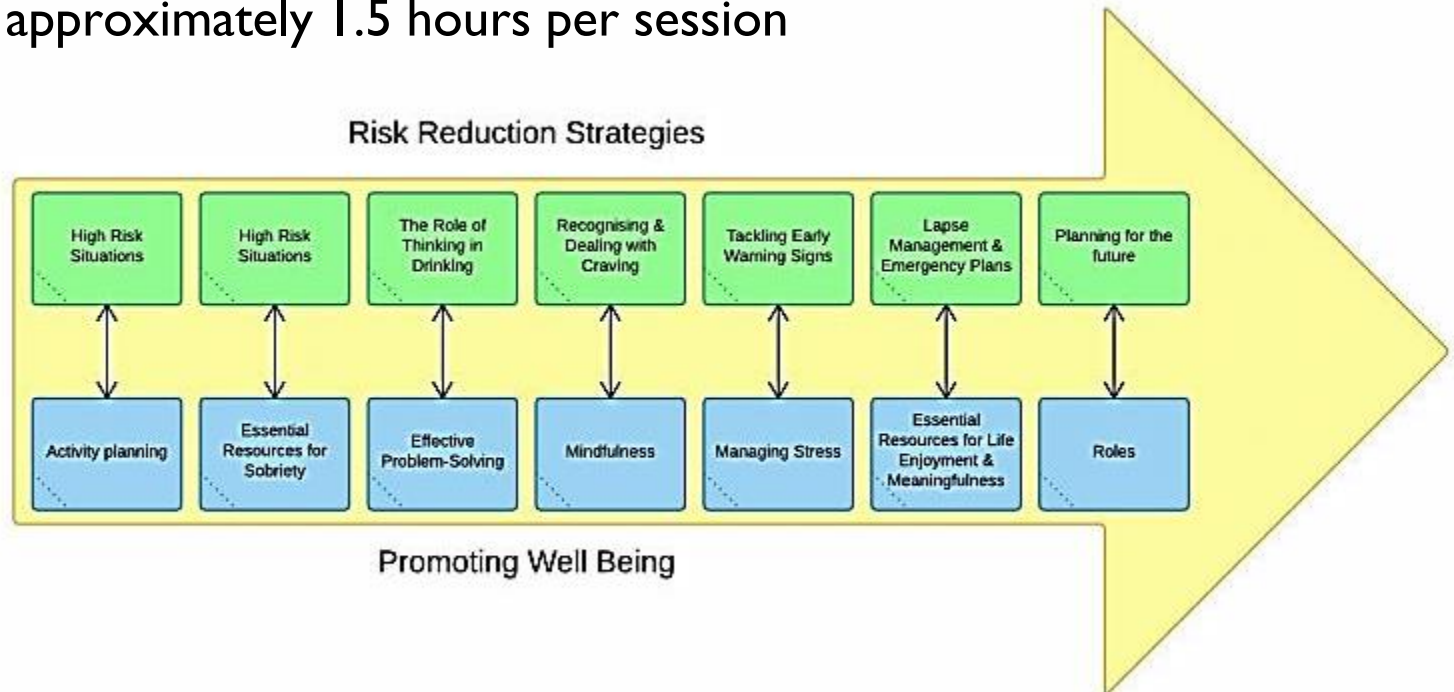 approximately 1.5 hours per session
Risk Reduction Strategies
High Risk
Situations
High Risk
Situations
The Role of
Thinking in
Drinking
Recognising &
Dealing with
Craving
Tackling Early
Warning Signs
Lapse
Management &
Emergency Plans
Planning for the
future
Activity planning
Essential
Resources for
Sobriety
Effective
Problem-Solving
Mindfulness
Managing Stress
Essential
Resources for Life
Enjoyment &
Meaningfulness
Roles
Promoting Well Being